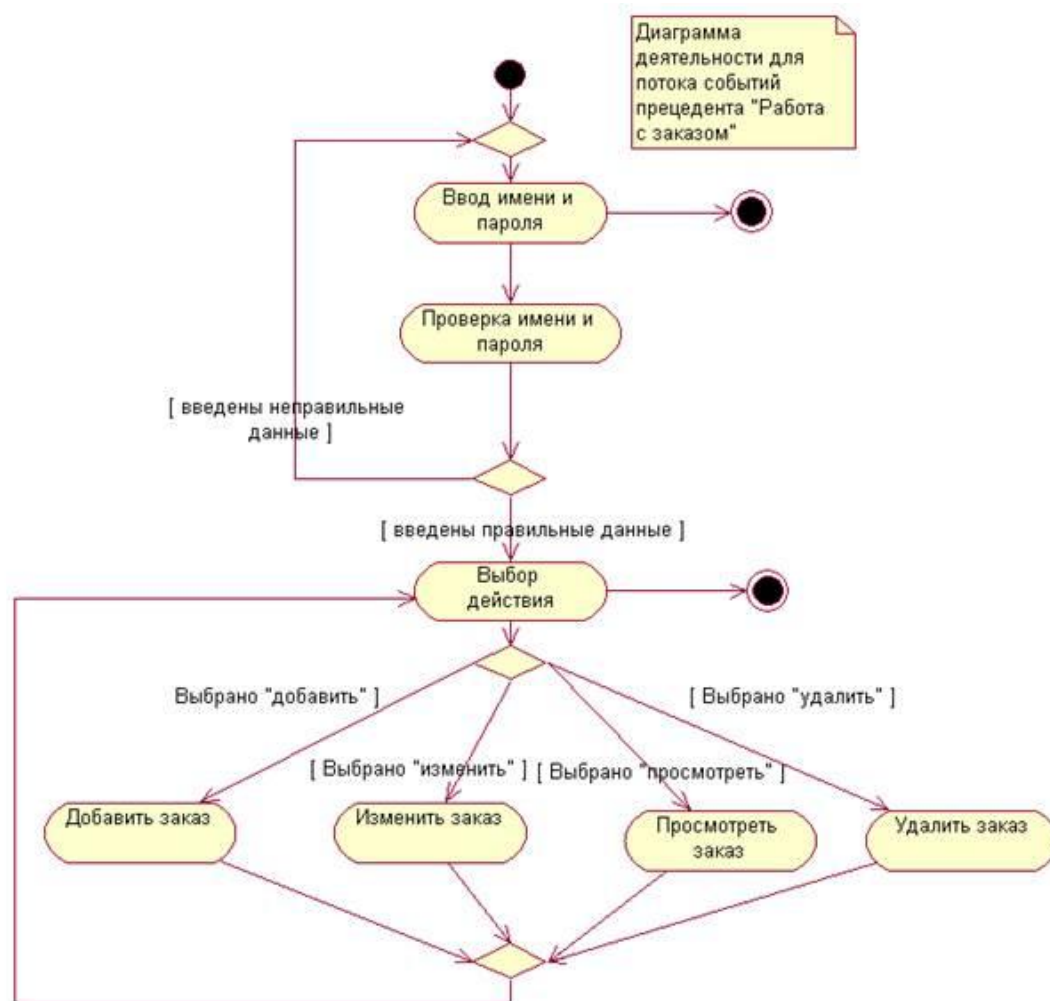 Диаграмма
деятельности для
потока событий
прецедента "Работа
с заказом"
Ввод имени и
пароля
Проверка имени и
пароля
[ введены неправильные
данные ]
[ введены правильные данные ]
Выбор
действия
Выбрано "добавить" ]
[ Выбрано "удалить" ]
[ Выбрано "изменить" ]
[ Выбрано "просмотреть" ]
Добавить заказ
Изменить заказ
Просмотреть
заказ
Удалить заказ